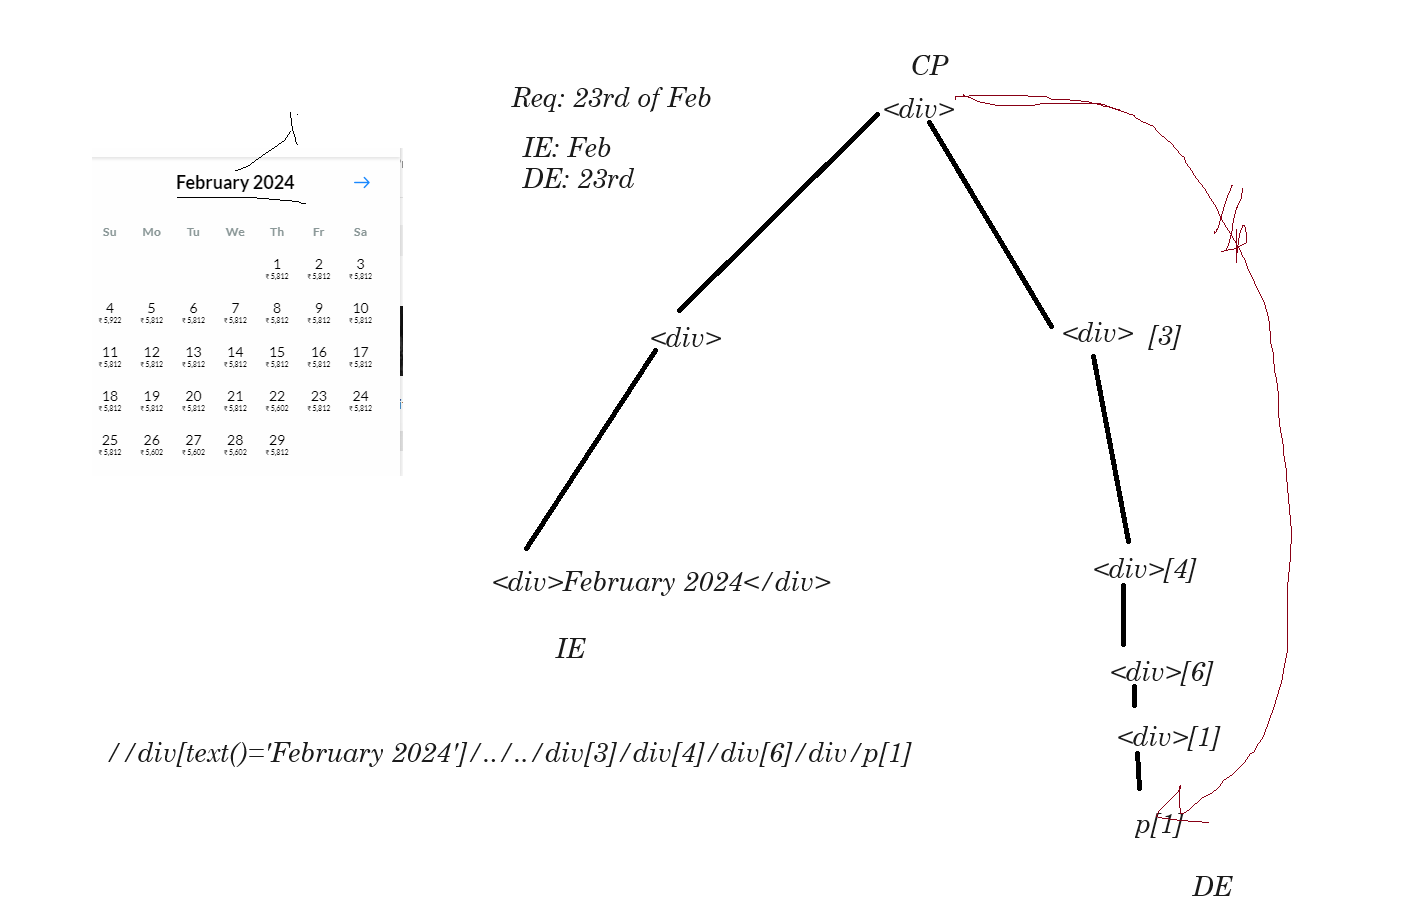 CP
Req: 23rd of Feb
<div>
IE: Feb
DE: 23rd
February 2024 →
Su Mo Tu We Th Fr Sa
1 2 3
₹ 5,812 ₹ 5,812 ₹ 5,812
4 5 6 7 8 9 10
₹ 5,922 ₹ 5,812 ₹ 5,812 ₹ 5,812 ₹ 5,812 ₹ 5,812 ₹ 5,812
11 12 13 14 15 16 17
₹ 5,812 ₹ 5,812 ₹ 5,812 ₹ 5,812 ₹ 5,812 ₹ 5,812 ₹ 5,812
18 19 20 21 22 23 24
₹ 5,812 ₹ 5,812 ₹ 5,812 ₹ 5,812 ₹ 5,602 ₹ 5,812 ₹ 5,812
25 26 27 28 29
₹ 5,812 ₹ 5,602 ₹ 5,602 ₹ 5,602 ₹ 5,812
<div>
<div> [3]
<div>February 2024</div>
IE
<div>[4]
<div>[6]
<div>[1]
p[1]
DE
//div[text()='February 2024']/../../div[3]/div[4]/div[6]/div/p[1]
//p